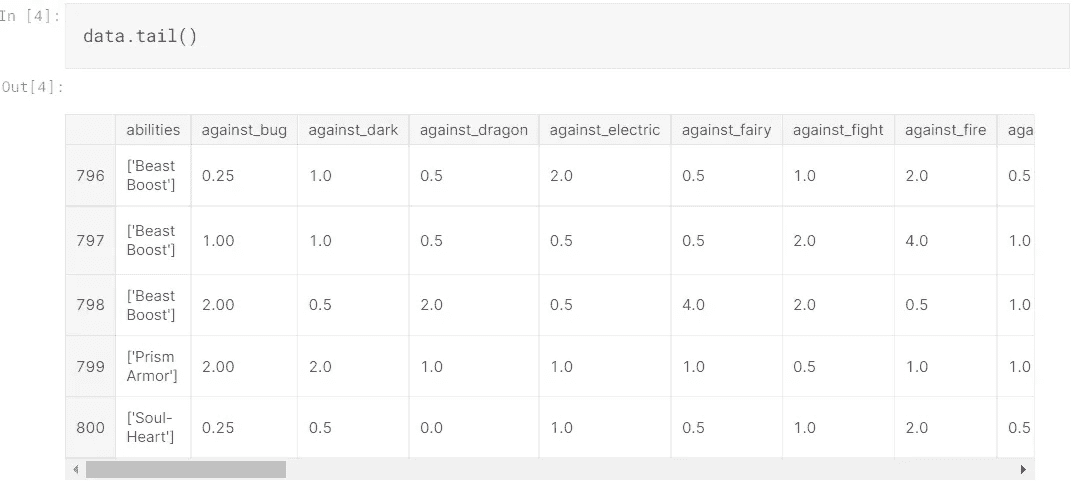 In [4]:
data.tail()
Out[4]:
abilities against_bug against_dark against_dragon against_electric against_fairy against_fight against_fire aga
796 ['Beast Boost'] 0.25 1.0 0.5 2.0 0.5 1.0 2.0 0.5
797 ['Beast Boost'] 1.00 1.0 0.5 0.5 0.5 2.0 4.0 1.0
798 ['Beast Boost'] 2.00 0.5 2.0 0.5 4.0 2.0 0.5 1.0
799 ['Prism Armor'] 2.00 2.0 1.0 1.0 1.0 0.5 1.0 1.0
800 ['Soul-Heart'] 0.25 0.5 0.0 1.0 0.5 1.0 2.0 0.5